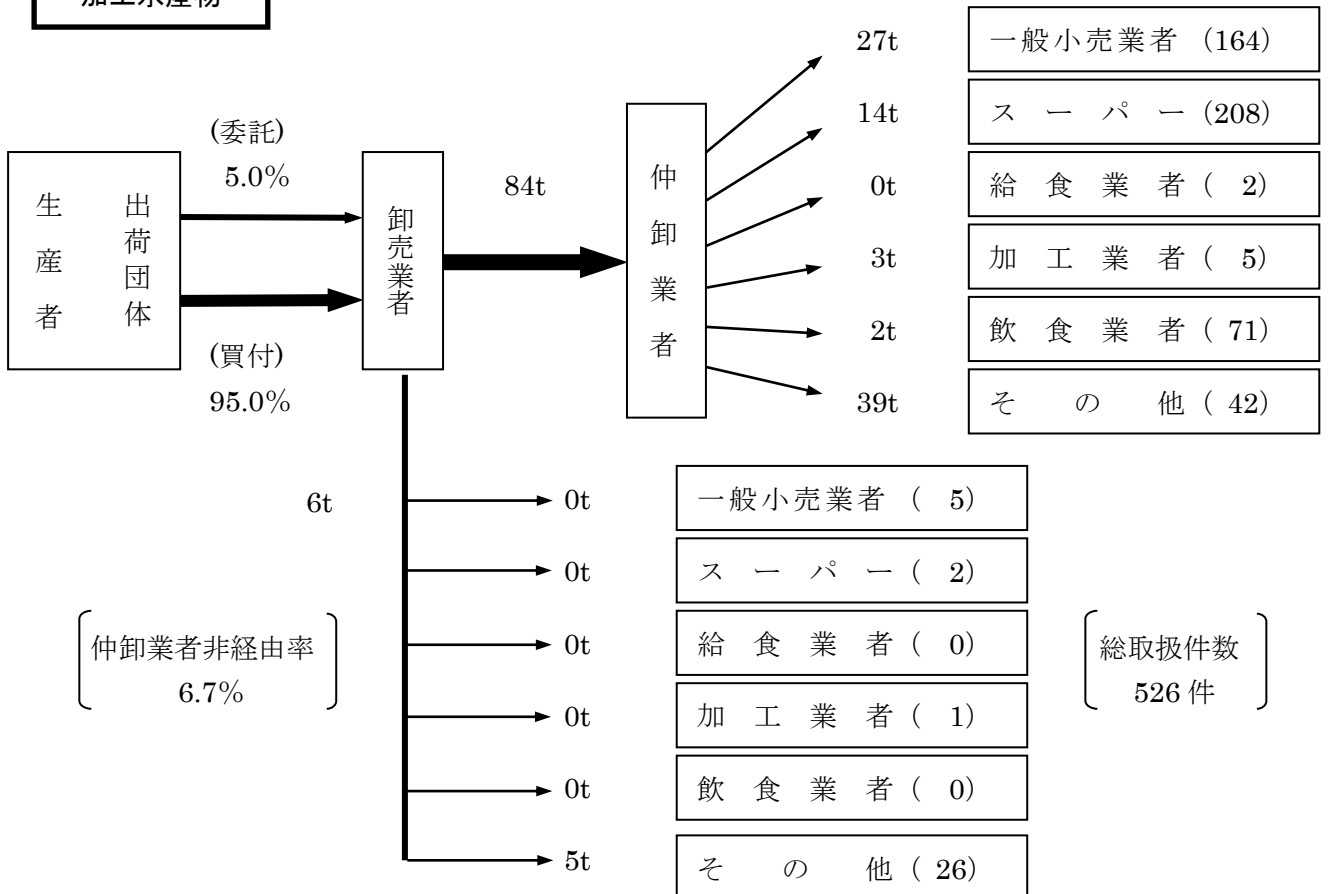 加工水産物
27t
一般小売業者 (164)
14t
スーパー (208)
0t
給食業者 ( 2)
3t
加工業者 ( 5)
2t
飲食業者 ( 71)
39t
その他 ( 42)
(委託)
5.0%
生産者
出荷団体
(買付)
95.0%
卸売業者
84t
仲卸業者
6t
0t
一般小売業者 ( 5)
0t
スーパー ( 2)
0t
給食業者 ( 0)
0t
加工業者 ( 1)
0t
飲食業者 ( 0)
5t
その他 ( 26)
仲卸業者非経由率
6.7%
総取扱件数
526 件